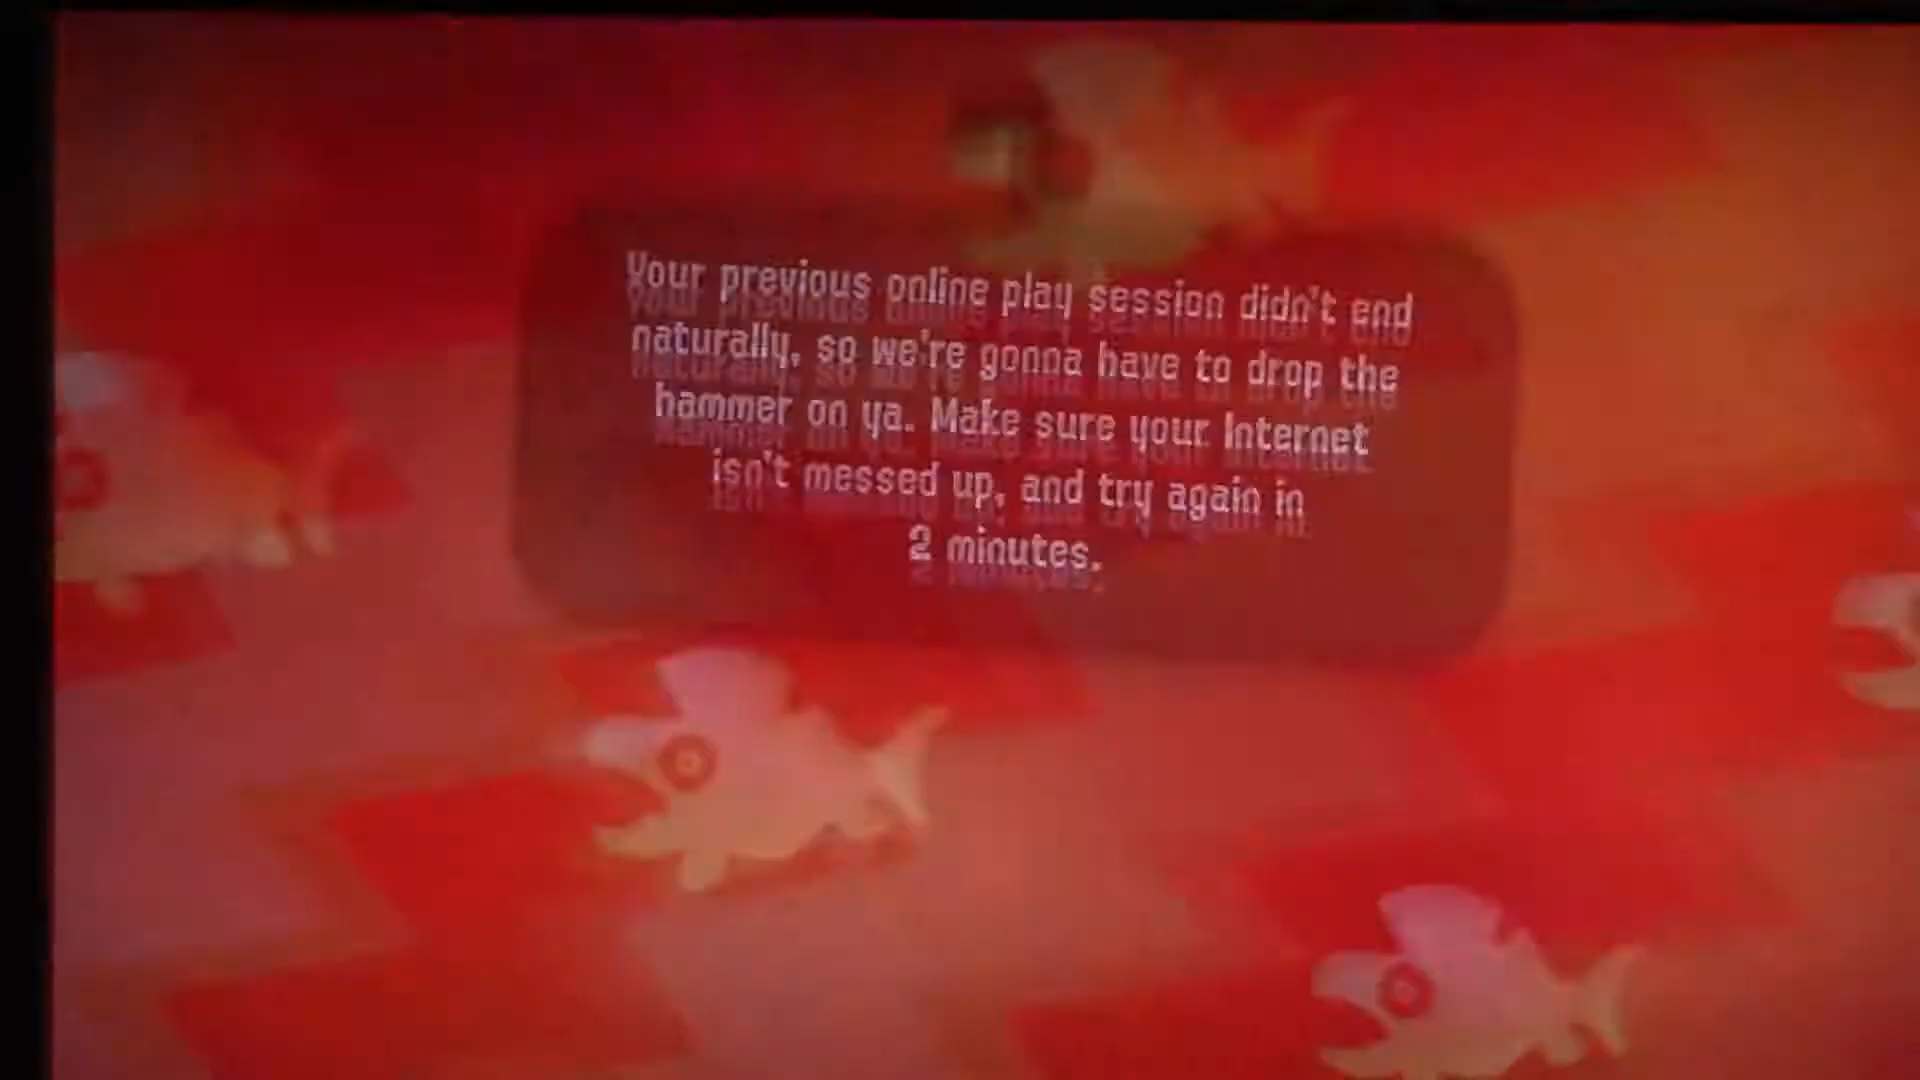 Your previous online play session didn't end
naturally, so we're gonna have to drop the
hammer on ya. Make sure your Internet
isn't messed up, and try again in
2 minutes.